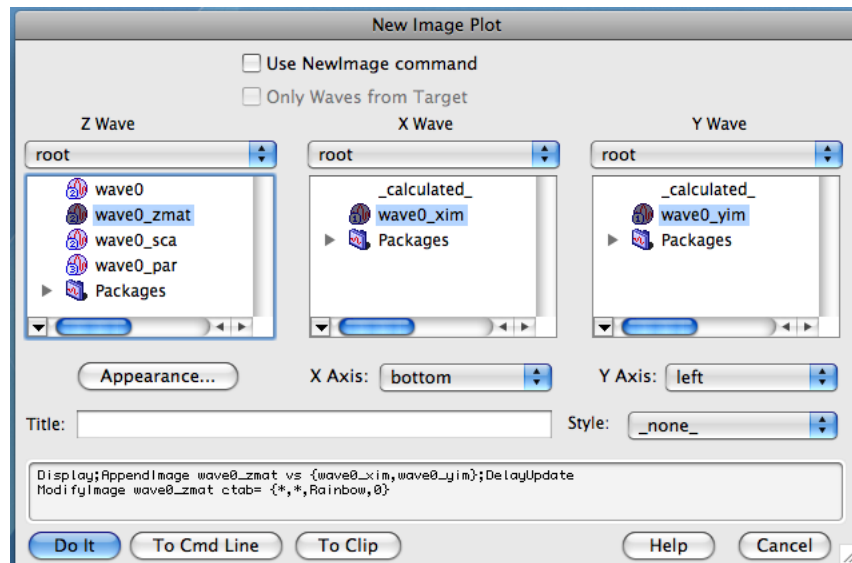 New Image Plot
Use NewImage command
Only Waves from Target
Z Wave
X Wave
Y Wave
root
root
root
wave0
wave0_zmat
wave0_sca
wave0_par
Packages
_calculated_
wave0_xim
Packages
_calculated_
wave0_yim
Packages
Appearance...
X Axis: bottom
Y Axis: left
Title:
Style: _none_
Display;AppendImage wave0_zmat vs {wave0_xim,wave0_yim};DelayUpdate
ModifyImage wave0_zmat ctab= {*,*,Rainbow,0}
Do It
To Cmd Line
To Clip
Help
Cancel